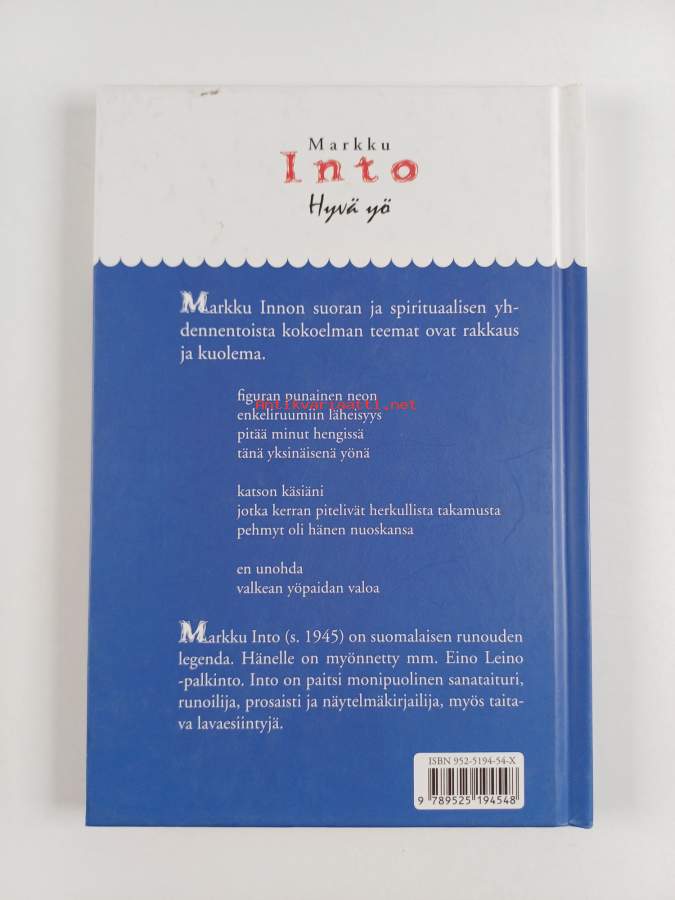 Markku
Into
Hyvä yö
Markku Innon suoran ja spirituaalisen yh-
dennentoista kokoelman teemat ovat rakkaus
ja kuolema.
figuran punainen neon
Antikvariaatti.net
enkeliruumiin läheisyys
pitää minut hengissä
tänä yksinäisenä yönä
katson käsiäni
jotka kerran pitelivät herkullista takamusta
pehmyt oli hänen nuoskansa
en unohda
valkean yöpaidan valoa
Markku Into (s. 1945) on suomalaisen runouden
legenda. Hänelle on myönnetty mm. Eino Leino
-palkinto. Into on paitsi monipuolinen sanataituri,
runoilija, prosaisti ja näytelmäkirjailija, myös taita-
va lavaesiintyjä.
ISBN 952-5194-54-X
9 789525 194548